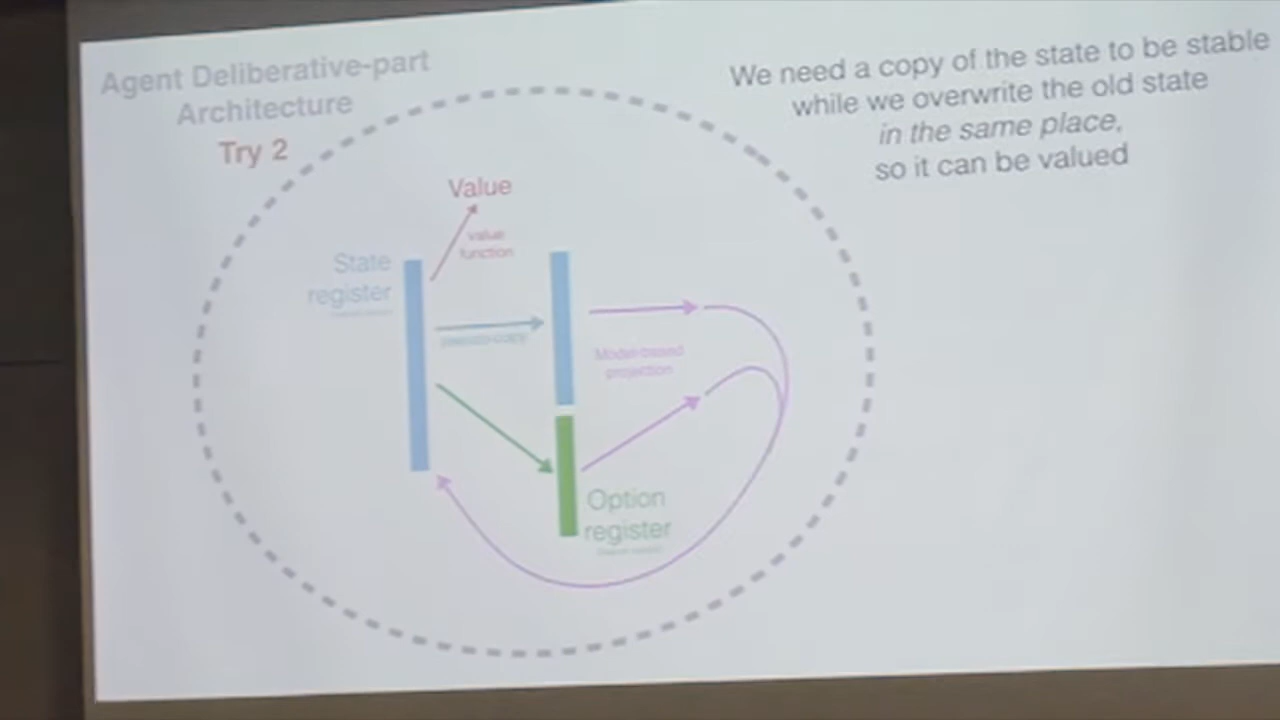 Agent Deliberative-part
Architecture
Try 2
We need a copy of the state to be stable
while we overwrite the old state
in the same place,
so it can be valued
Value
value
function
State
register
pseudo-copy
Model-based
projection
Option
register